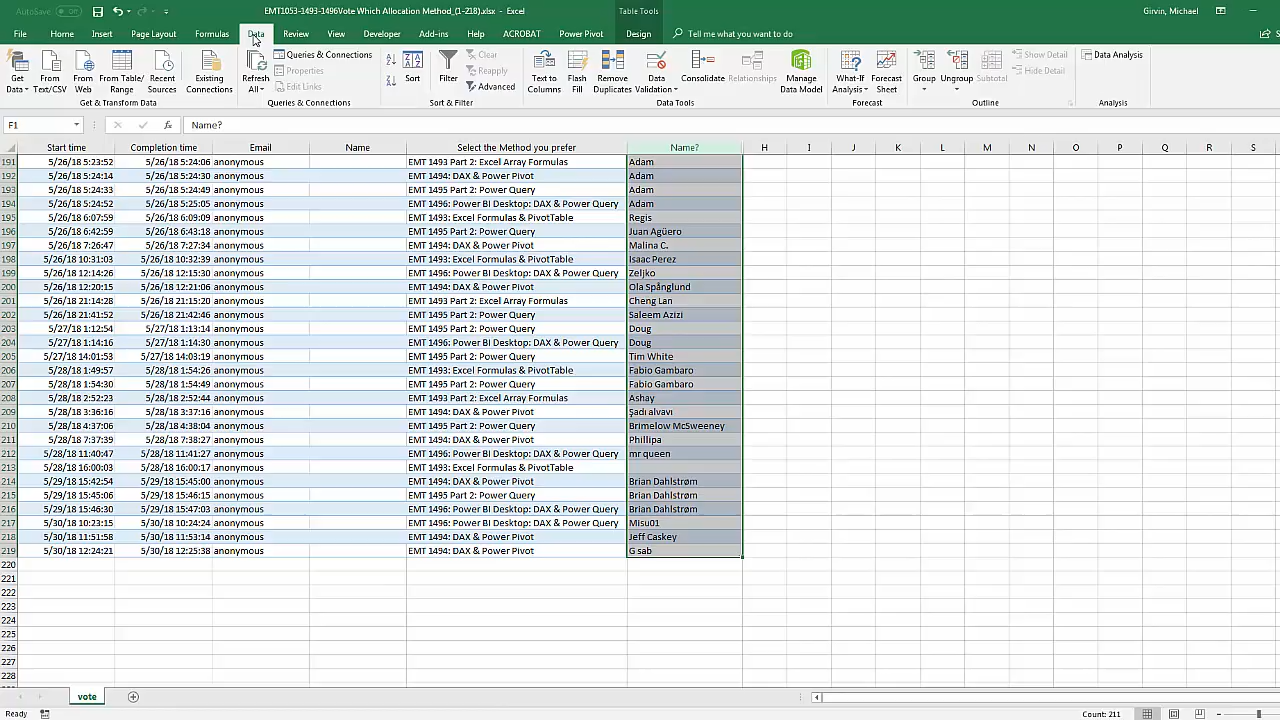 AutoSave Off EMT1053-1493-1496Vote Which Allocation Method_(1-218).xlsx - Excel Table Tools Girvin, Michael
File Home Insert Page Layout Formulas Data Review View Developer Add-ins Help ACROBAT Power Pivot Design Tell me what you want to do
Get Data From Text/CSV From Web From Table/ Range Recent Sources Existing Connections Refresh All Queries & Connections Properties Edit Links Sort Filter Clear Reapply Advanced Text to Columns Flash Fill Remove Duplicates Data Validation Consolidate Relationships Manage Data Model What-If Analysis Forecast Sheet Group Ungroup Subtotal Show Detail Hide Detail Data Analysis
Get & Transform Data Queries & Connections Sort & Filter Data Tools Forecast Outline Analysis
F1 fx Name?
Start time Completion time Email Name Select the Method you prefer Name? H I J K L M N O P Q R S
191 5/26/18 5:23:52 5/26/18 5:24:06 anonymous EMT 1493 Part 2: Excel Array Formulas Adam
192 5/26/18 5:24:14 5/26/18 5:24:30 anonymous EMT 1494: DAX & Power Pivot Adam
193 5/26/18 5:24:33 5/26/18 5:24:49 anonymous EMT 1495 Part 2: Power Query Adam
194 5/26/18 5:24:52 5/26/18 5:25:05 anonymous EMT 1496: Power BI Desktop: DAX & Power Query Adam
195 5/26/18 6:07:59 5/26/18 6:09:09 anonymous EMT 1493: Excel Formulas & PivotTable Regis
196 5/26/18 6:42:59 5/26/18 6:43:18 anonymous EMT 1495 Part 2: Power Query Juan Agüero
197 5/26/18 7:26:47 5/26/18 7:27:34 anonymous EMT 1494: DAX & Power Pivot Malina C.
198 5/26/18 10:31:03 5/26/18 10:32:39 anonymous EMT 1493: Excel Formulas & PivotTable Isaac Perez
199 5/26/18 12:14:26 5/26/18 12:15:30 anonymous EMT 1496: Power BI Desktop: DAX & Power Query Zeljko
200 5/26/18 12:20:15 5/26/18 12:21:06 anonymous EMT 1494: DAX & Power Pivot Ola Spånglund
201 5/26/18 21:14:28 5/26/18 21:15:20 anonymous EMT 1493 Part 2: Excel Array Formulas Cheng Lan
202 5/26/18 21:41:52 5/26/18 21:42:46 anonymous EMT 1495 Part 2: Power Query Saleem Azizi
203 5/27/18 1:12:54 5/27/18 1:13:14 anonymous EMT 1495 Part 2: Power Query Doug
204 5/27/18 1:14:16 5/27/18 1:14:30 anonymous EMT 1496: Power BI Desktop: DAX & Power Query Doug
205 5/27/18 14:01:53 5/27/18 14:03:19 anonymous EMT 1495 Part 2: Power Query Tim White
206 5/28/18 1:49:57 5/28/18 1:54:26 anonymous EMT 1493: Excel Formulas & PivotTable Fabio Gambaro
207 5/28/18 1:54:30 5/28/18 1:54:49 anonymous EMT 1495 Part 2: Power Query Fabio Gambaro
208 5/28/18 2:52:23 5/28/18 2:52:44 anonymous EMT 1493 Part 2: Excel Array Formulas Ashay
209 5/28/18 3:36:16 5/28/18 3:37:16 anonymous EMT 1494: DAX & Power Pivot Şadı alvavı
210 5/28/18 4:37:06 5/28/18 4:38:04 anonymous EMT 1495 Part 2: Power Query Brimelow McSweeney
211 5/28/18 7:37:39 5/28/18 7:38:27 anonymous EMT 1494: DAX & Power Pivot Phillipa
212 5/28/18 11:40:47 5/28/18 11:41:27 anonymous EMT 1496: Power BI Desktop: DAX & Power Query mr queen
213 5/28/18 16:00:03 5/28/18 16:00:17 anonymous EMT 1493: Excel Formulas & PivotTable
214 5/29/18 15:42:54 5/29/18 15:45:00 anonymous EMT 1494: DAX & Power Pivot Brian Dahlstrøm
215 5/29/18 15:45:06 5/29/18 15:46:15 anonymous EMT 1495 Part 2: Power Query Brian Dahlstrøm
216 5/29/18 15:46:30 5/29/18 15:47:03 anonymous EMT 1496: Power BI Desktop: DAX & Power Query Brian Dahlstrøm
217 5/30/18 10:23:15 5/30/18 10:24:24 anonymous EMT 1496: Power BI Desktop: DAX & Power Query Misu01
218 5/30/18 11:51:58 5/30/18 11:53:14 anonymous EMT 1494: DAX & Power Pivot Jeff Caskey
219 5/30/18 12:24:21 5/30/18 12:25:38 anonymous EMT 1494: DAX & Power Pivot G sab
220
221
222
223
224
225
226
227
228
vote
Ready Count: 211